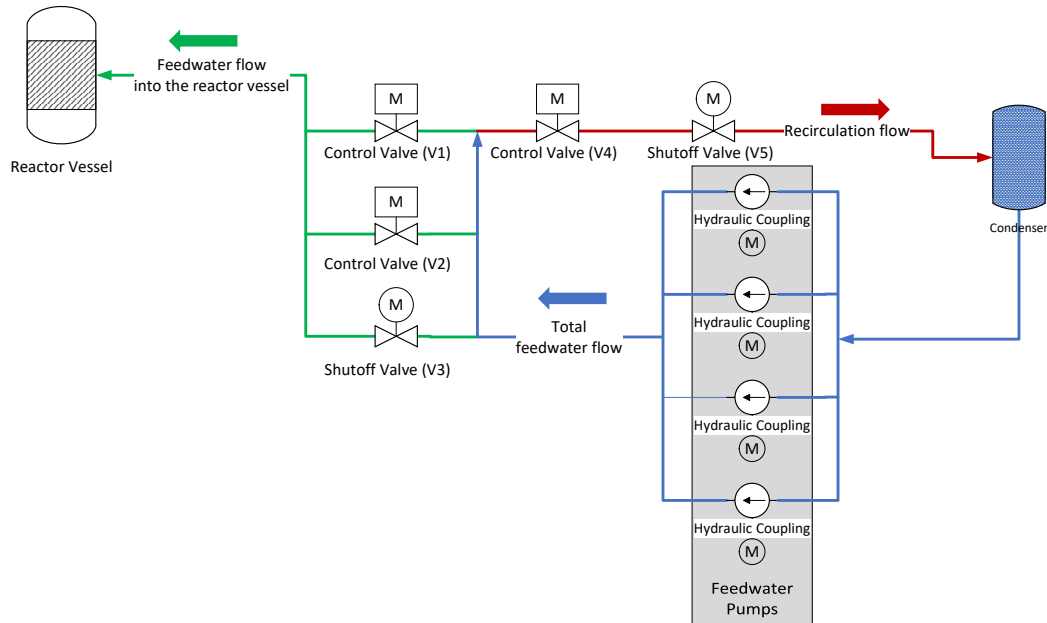 Feedwater flow
into the reactor vessel
Reactor Vessel
M
Control Valve (V1)
M
Control Valve (V4)
M
Shutoff Valve (V5)
Recirculation flow
Condenser
M
Control Valve (V2)
M
Shutoff Valve (V3)
Total
feedwater flow
Hydraulic Coupling
M
Hydraulic Coupling
M
Hydraulic Coupling
M
Hydraulic Coupling
M
Feedwater
Pumps